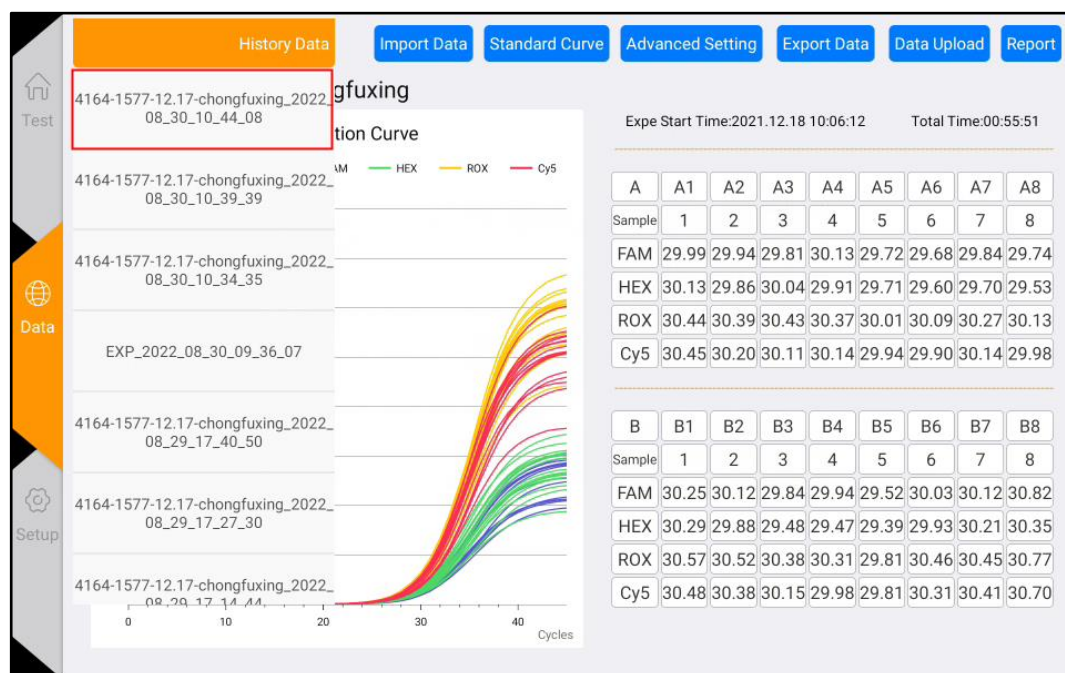 History Data
Import Data
Standard Curve
Advanced Setting
Export Data
Data Upload
Report
Test
Data
Setup
4164-1577-12.17-chongfuxing_2022_
08_30_10_44_08
4164-1577-12.17-chongfuxing_2022_
08_30_10_39_39
4164-1577-12.17-chongfuxing_2022_
08_30_10_34_35
EXP_2022_08_30_09_36_07
4164-1577-12.17-chongfuxing_2022_
08_29_17_40_50
4164-1577-12.17-chongfuxing_2022_
08_29_17_27_30
4164-1577-12.17-chongfuxing_2022_
08_29_17_14_44
gfuxing
tion Curve
AM HEX ROX Cy5
0 10 20 30 40
Cycles
Expe Start Time:2021.12.18 10:06:12 Total Time:00:55:51
A A1 A2 A3 A4 A5 A6 A7 A8
Sample 1 2 3 4 5 6 7 8
FAM 29.99 29.94 29.81 30.13 29.72 29.68 29.84 29.74
HEX 30.13 29.86 30.04 29.91 29.71 29.60 29.70 29.53
ROX 30.44 30.39 30.43 30.37 30.01 30.09 30.27 30.13
Cy5 30.45 30.20 30.11 30.14 29.94 29.90 30.14 29.98
B B1 B2 B3 B4 B5 B6 B7 B8
Sample 1 2 3 4 5 6 7 8
FAM 30.25 30.12 29.84 29.94 29.52 30.03 30.12 30.82
HEX 30.29 29.88 29.48 29.47 29.39 29.93 30.21 30.35
ROX 30.57 30.52 30.38 30.31 29.81 30.46 30.45 30.77
Cy5 30.48 30.38 30.15 29.98 29.81 30.31 30.41 30.70